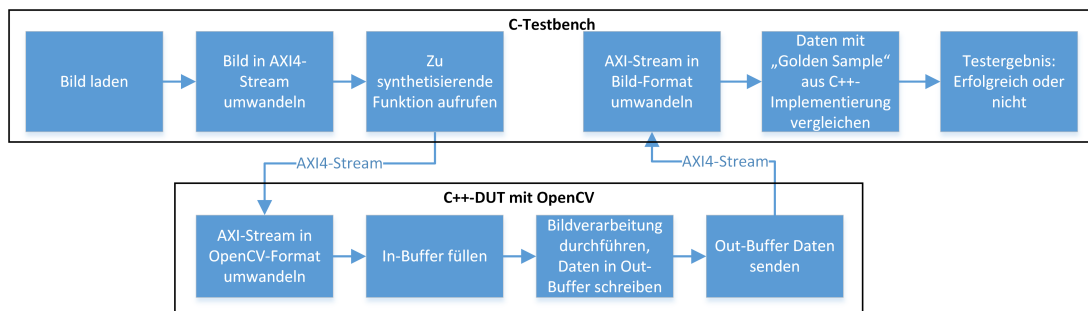 C-Testbench
Bild laden
Bild in AXI4-
Stream
umwandeln
Zu
synthetisierende
Funktion aufrufen
AXI-Stream in
Bild-Format
umwandeln
Daten mit
„Golden Sample“
aus C++-
Implementierung
vergleichen
Testergebnis:
Erfolgreich oder
nicht
AXI4-Stream
AXI4-Stream
C++-DUT mit OpenCV
AXI-Stream in
OpenCV-Format
umwandeln
In-Buffer füllen
Bildverarbeitung
durchführen,
Daten in Out-
Buffer schreiben
Out-Buffer Daten
senden